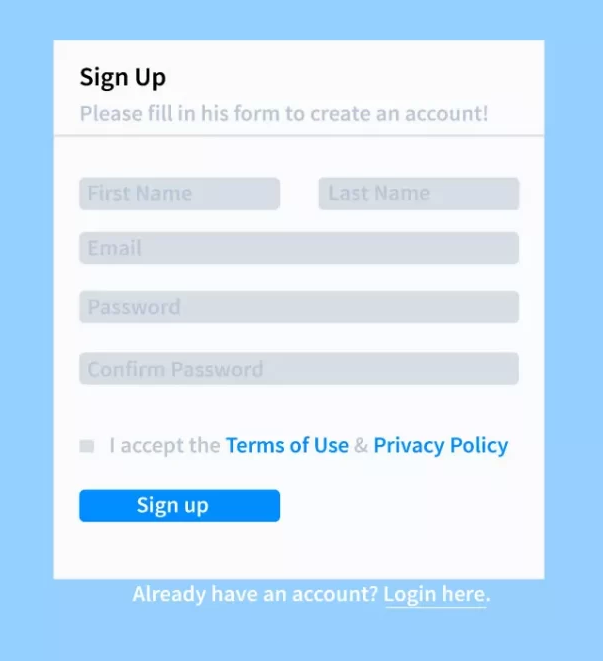 Sign Up
Please fill in his form to create an account!
First Name Last Name
Email
Password
Confirm Password
I accept the Terms of Use & Privacy Policy
Sign up
Already have an account? Login here.